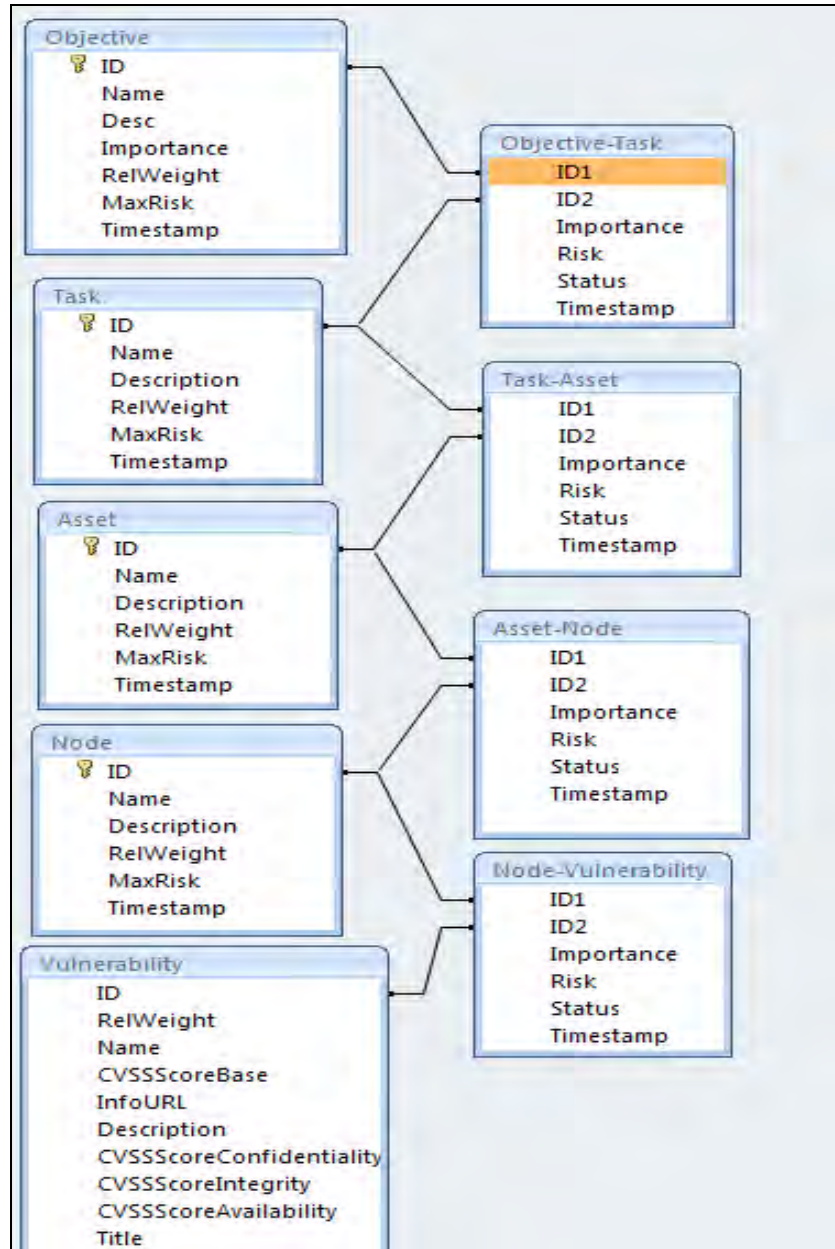 Objective
ID
Name
Desc
Importance
RelWeight
MaxRisk
Timestamp
Objective-Task
ID1
ID2
Importance
Risk
Status
Timestamp
Task
ID
Name
Description
RelWeight
MaxRisk
Timestamp
Task-Asset
ID1
ID2
Importance
Risk
Status
Timestamp
Asset
ID
Name
Description
RelWeight
MaxRisk
Timestamp
Asset-Node
ID1
ID2
Importance
Risk
Status
Timestamp
Node
ID
Name
Description
RelWeight
MaxRisk
Timestamp
Node-Vulnerability
ID1
ID2
Importance
Risk
Status
Timestamp
Vulnerability
ID
RelWeight
Name
CVSSScoreBase
InfoURL
Description
CVSSScoreConfidentiality
CVSSScoreIntegrity
CVSSScoreAvailability
Title